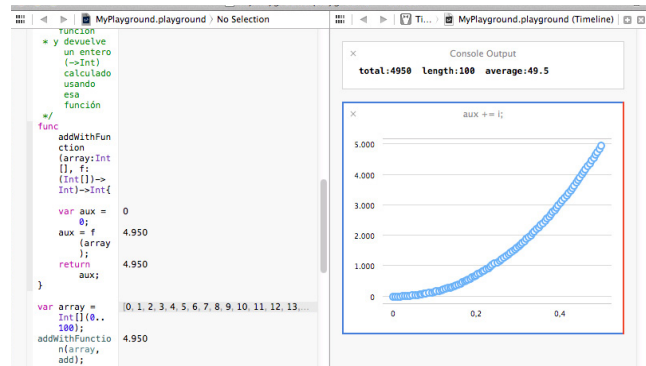 MyPlayground.playground › No Selection
función
* y devuelve
un entero
(->Int)
calculado
usando
esa
función
*/
func
addWithFun
ction
(array:Int
[], f:
(Int[])->
Int)->Int{
var aux =
0;
0
aux = f
(array
);
4.950
return
aux;
4.950
}
var array =
Int[](0..
100);
[0, 1, 2, 3, 4, 5, 6, 7, 8, 9, 10, 11, 12, 13,...
addWithFunctio
n(array,
add);
4.950
Ti... › MyPlayground.playground (Timeline)
Console Output
total:4950 length:100 average:49.5
aux += i;
5.000
4.000
3.000
2.000
1.000
0
0 0,2 0,4